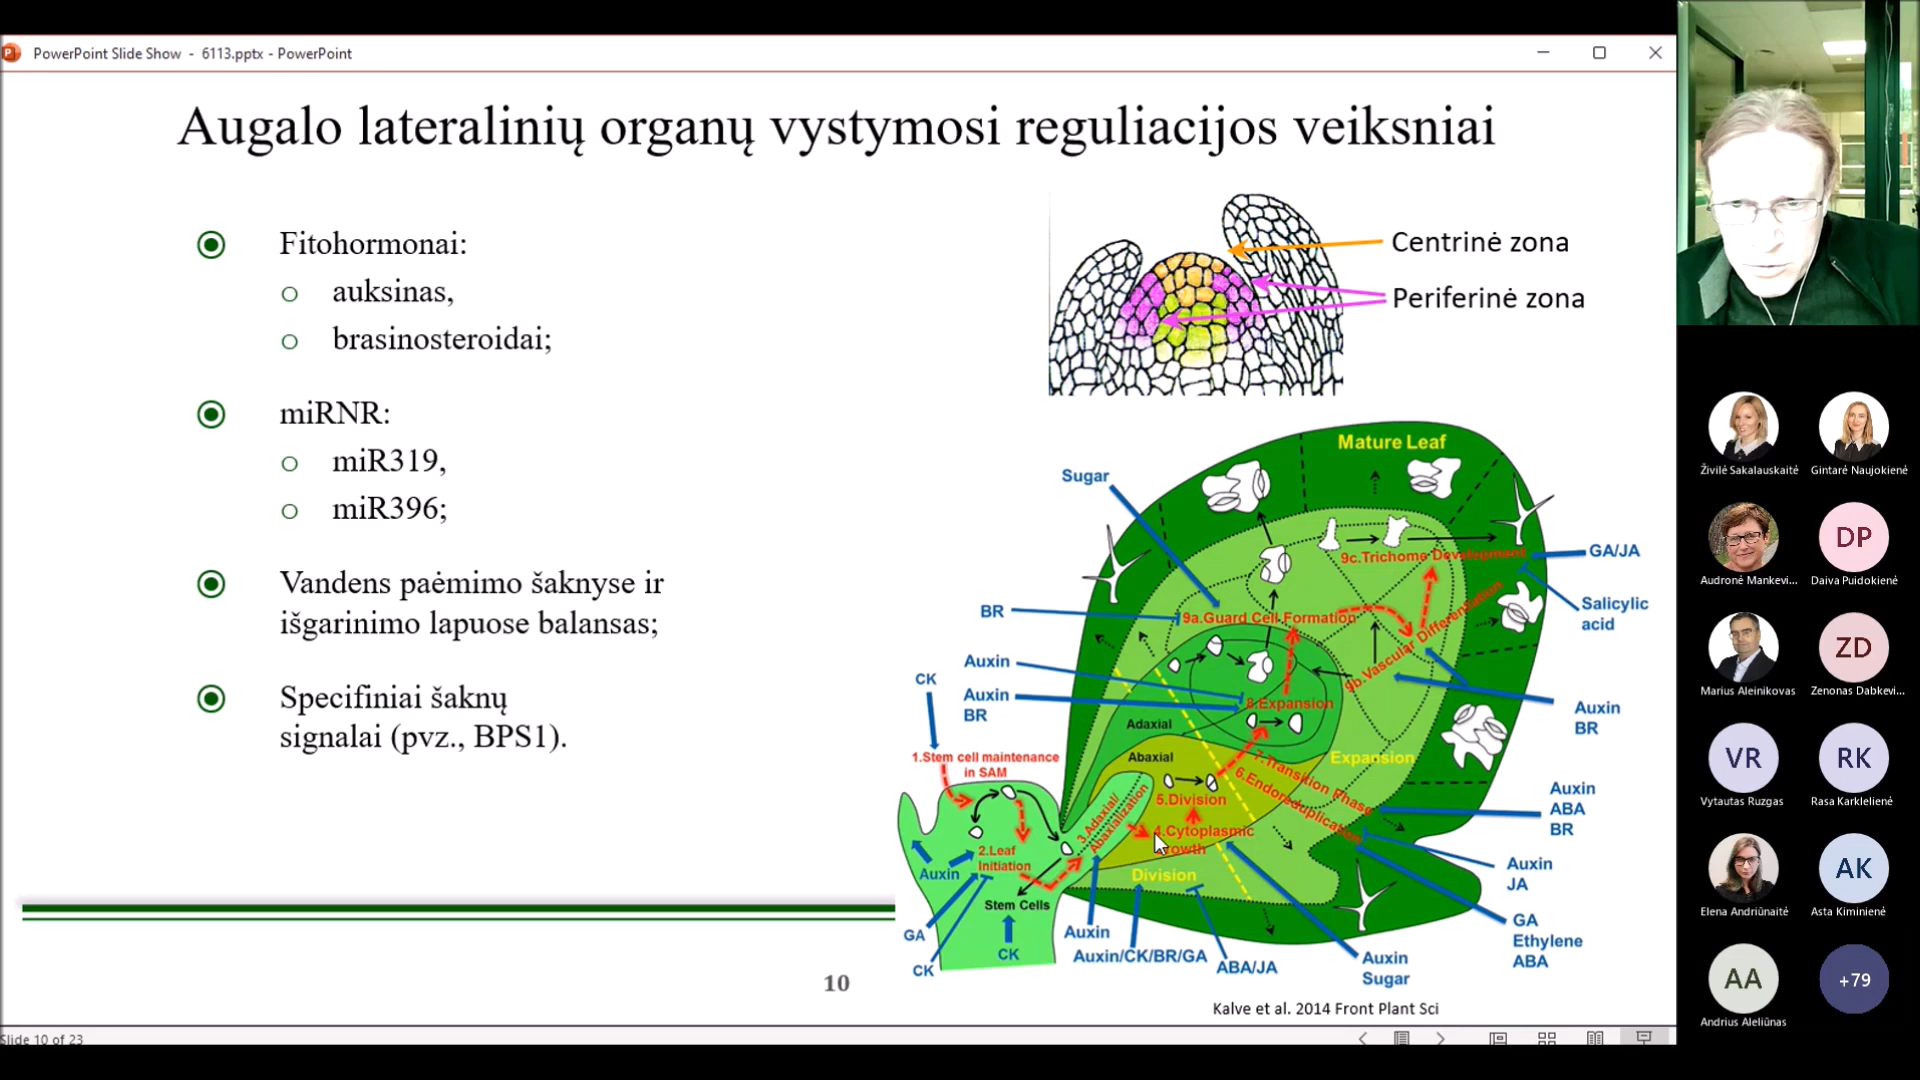 PowerPoint Slide Show - 6113.pptx - PowerPoint
Augalo lateralinių organų vystymosi reguliacijos veiksniai
Fitohormonai:
auksinas,
brasinosteroidai;
miRNR:
miR319,
miR396;
Vandens paėmimo šaknyse ir
išgarinimo lapuose balansas;
Specifiniai šaknų
signalai (pvz., BPS1).
Centrinė zona
Periferinė zona
Mature Leaf
Sugar
9c.Trichome Development
GA/JA
Salicylic
acid
BR
9a.Guard Cell Formation
9b.Vascular Differentiation
Auxin
Auxin
BR
CK
8.Expansion
Auxin
BR
Adaxial
Abaxial
Expansion
1.Stem cell maintenance
in SAM
7.Transition Phase
6.Endoreduplication
5.Division
4.Cytoplasmic
Growth
3.Adaxial/
Abaxialization
2.Leaf
Initiation
Auxin
ABA
BR
Auxin
JA
Auxin
Division
Stem Cells
GA
CK
CK
Auxin
Auxin/CK/BR/GA
ABA/JA
Auxin
Sugar
GA
Ethylene
ABA
10
Kalve et al. 2014 Front Plant Sci
Slide 10 of 23
Živilė Sakalauskaitė
Gintarė Naujokienė
Audronė Mankevi...
DP
Daiva Puidokienė
Marius Aleinikovas
ZD
Zenonas Dabkevi...
VR
Vytautas Ruzgas
RK
Rasa Karklelienė
Elena Andriūnaitė
AK
Asta Kiminienė
AA
Andrius Aleliūnas
+79